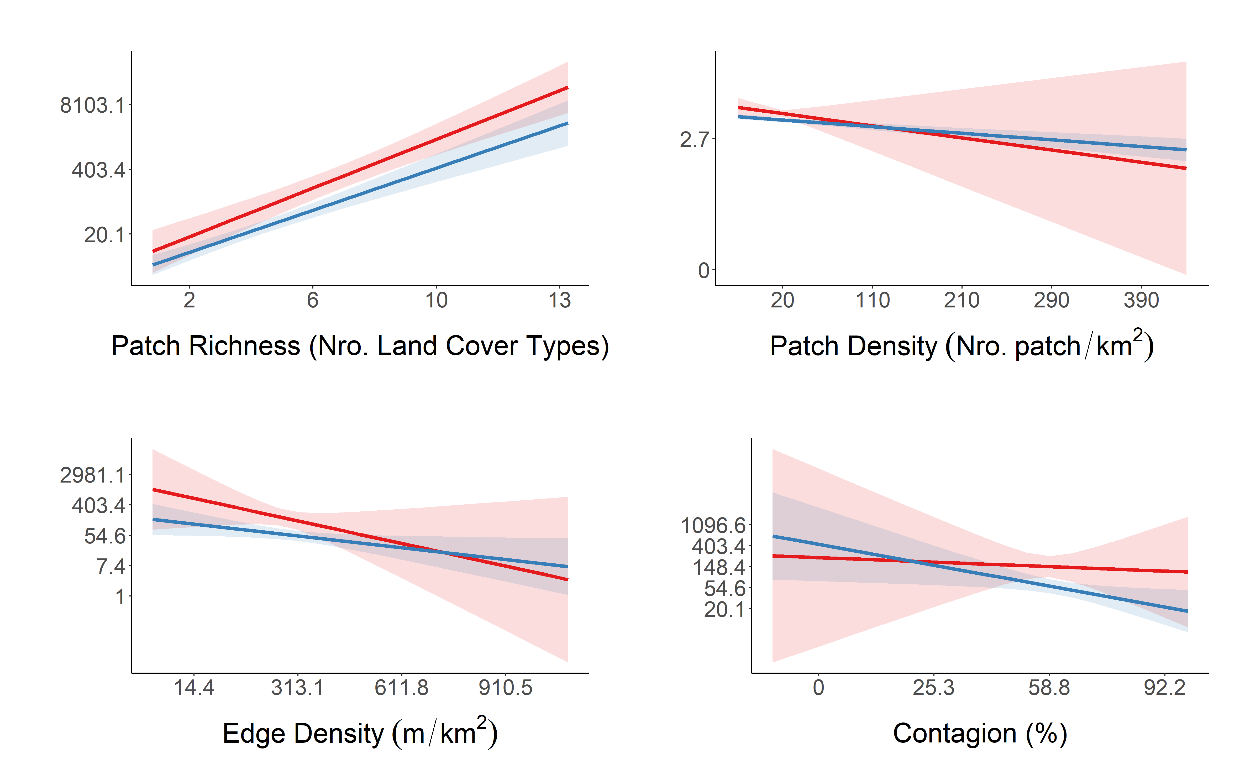 8103.1
403.4
20.1
2 6 10 13
Patch Richness (Nro. Land Cover Types)
2.7
0
20 110 210 290 390
Patch Density (Nro. patch/km²)
2981.1
403.4
54.6
7.4
1
14.4 313.1 611.8 910.5
Edge Density (m/km²)
1096.6
403.4
148.4
54.6
20.1
0 25.3 58.8 92.2
Contagion (%)